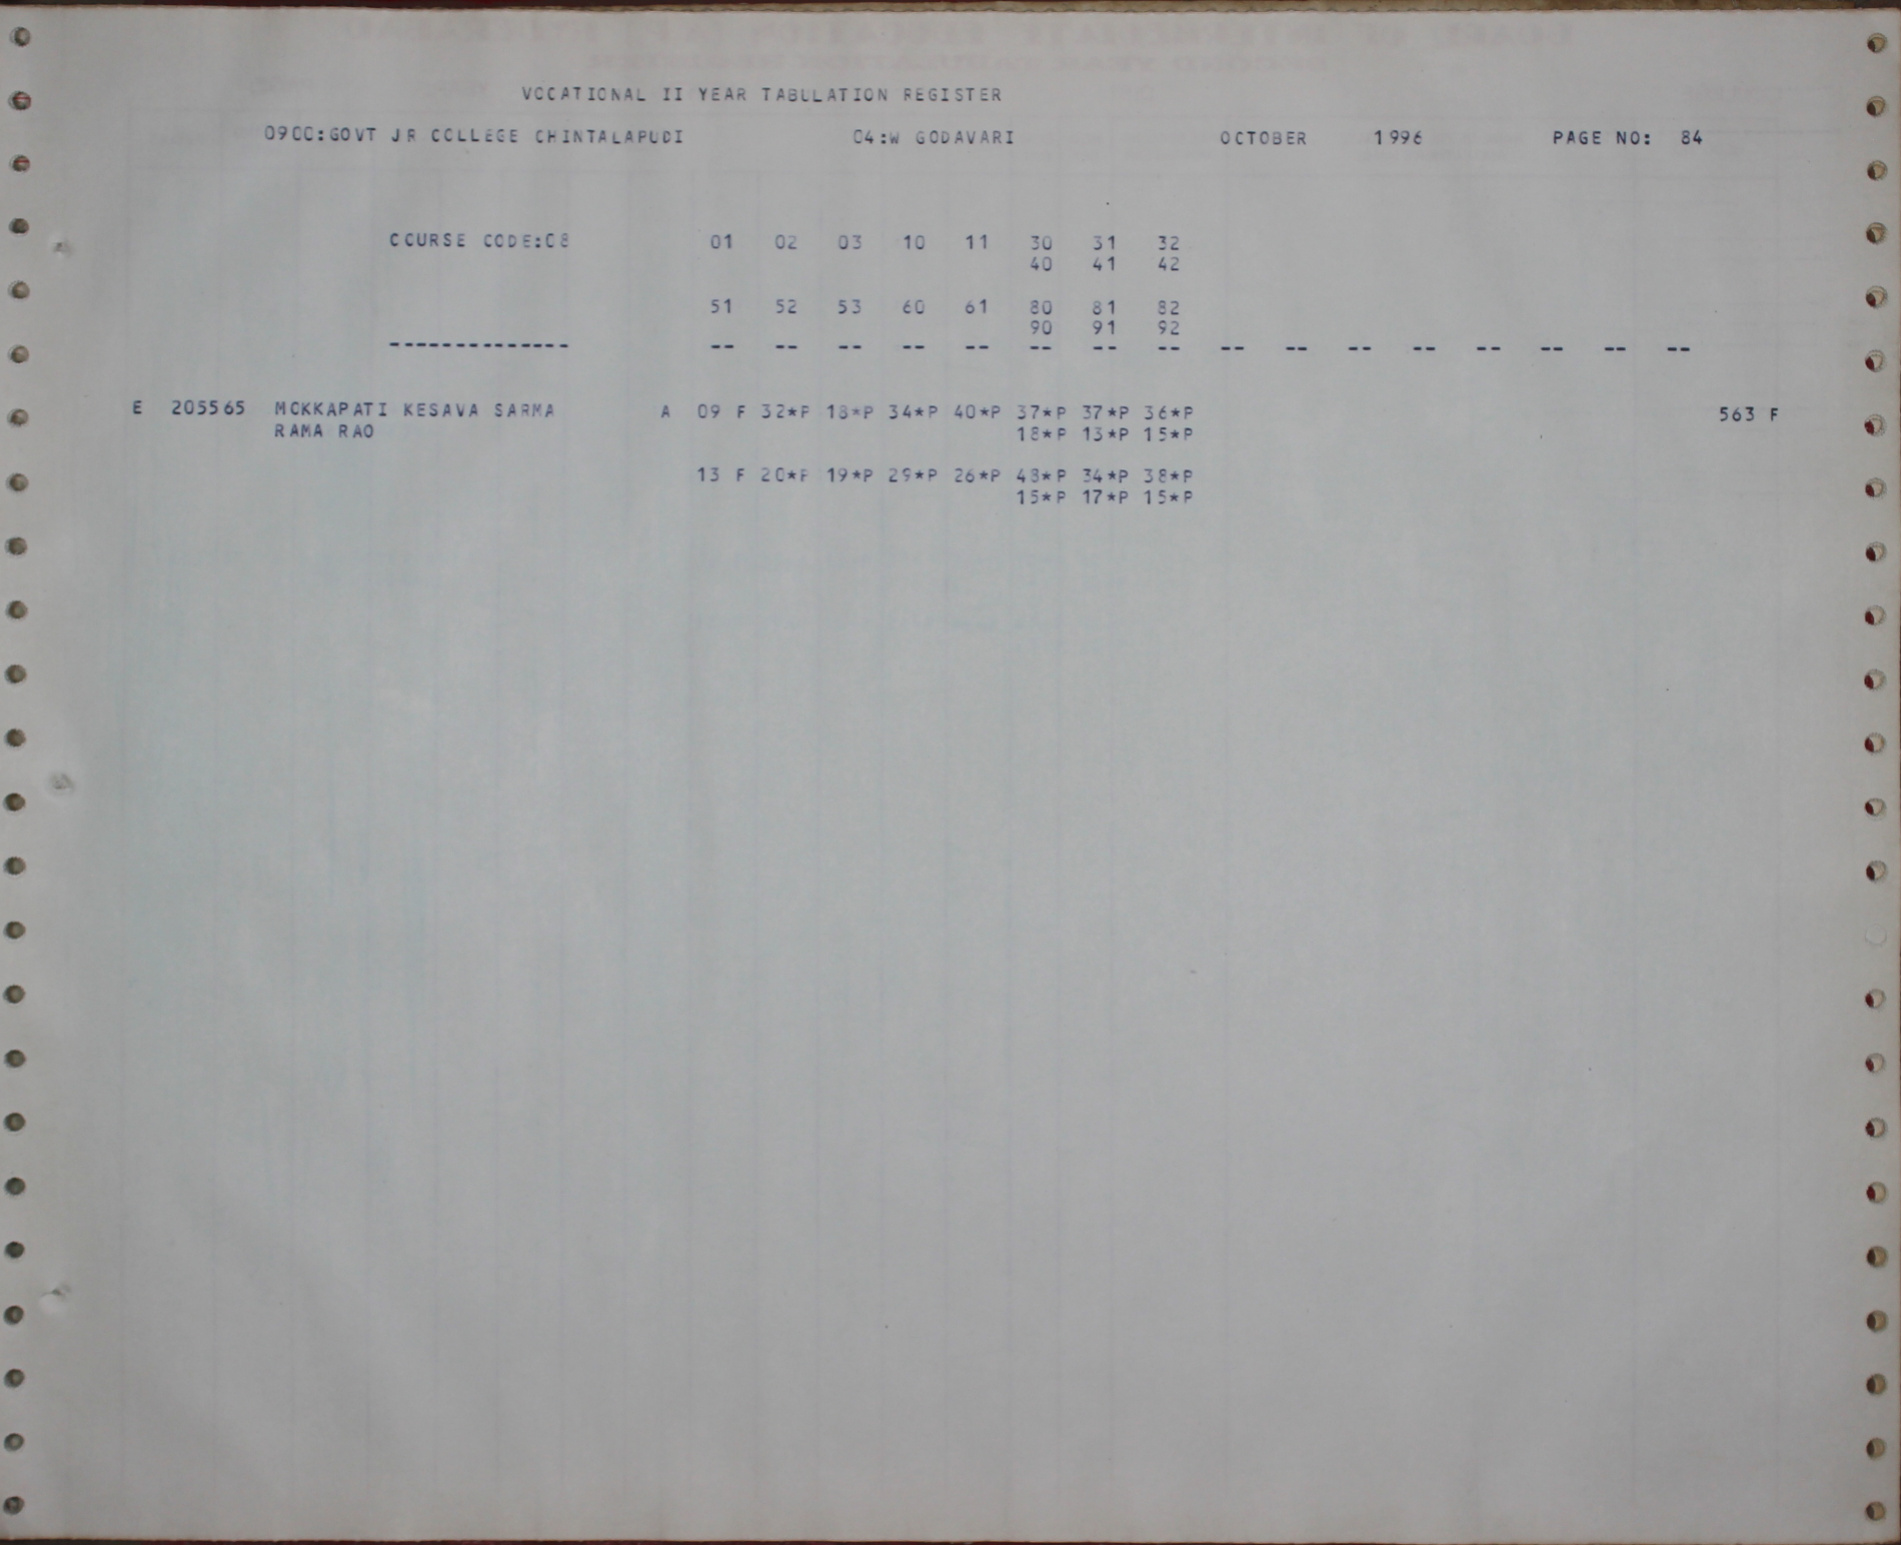 VOCATIONAL II YEAR TABULATION REGISTER
0900:GOVT JR COLLEGE CHINTALAPUDI 04:W GODAVARI OCTOBER 1996 PAGE NO: 84
COURSE CODE:08 01 02 03 10 11 30 31 32
40 41 42
51 52 53 60 61 80 81 82
90 91 92
-------------- -- -- -- -- -- -- -- -- -- -- -- -- -- -- -- --
E 205565 MOKKAPATI KESAVA SARMA A 09 F 32*P 18*P 34*P 40*P 37*P 37*P 36*P 563 F
RAMA RAO 18*P 13*P 15*P
13 F 20*P 19*P 29*P 26*P 48*P 34*P 38*P
15*P 17*P 15*P